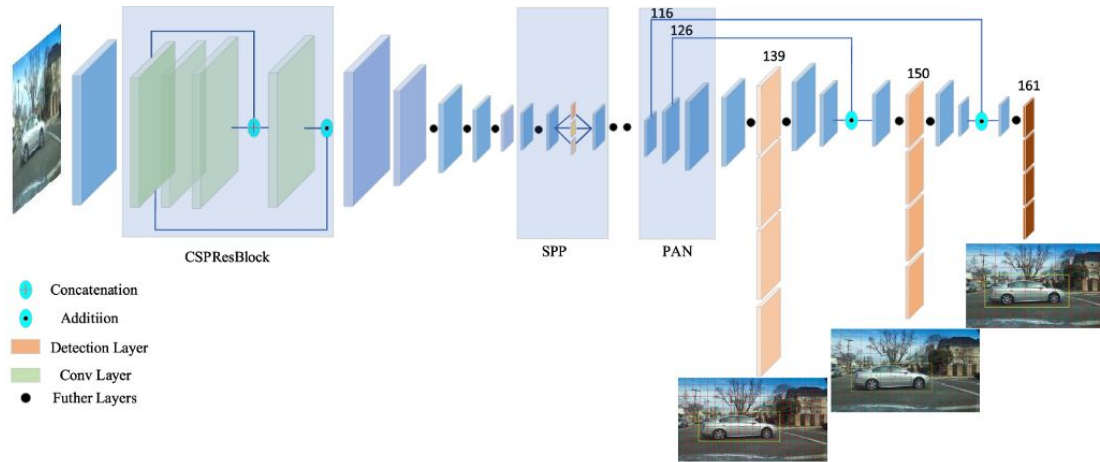 116
126
139
150
161
CSPResBlock
SPP
PAN
Concatenation
Additiion
Detection Layer
Conv Layer
Futher Layers